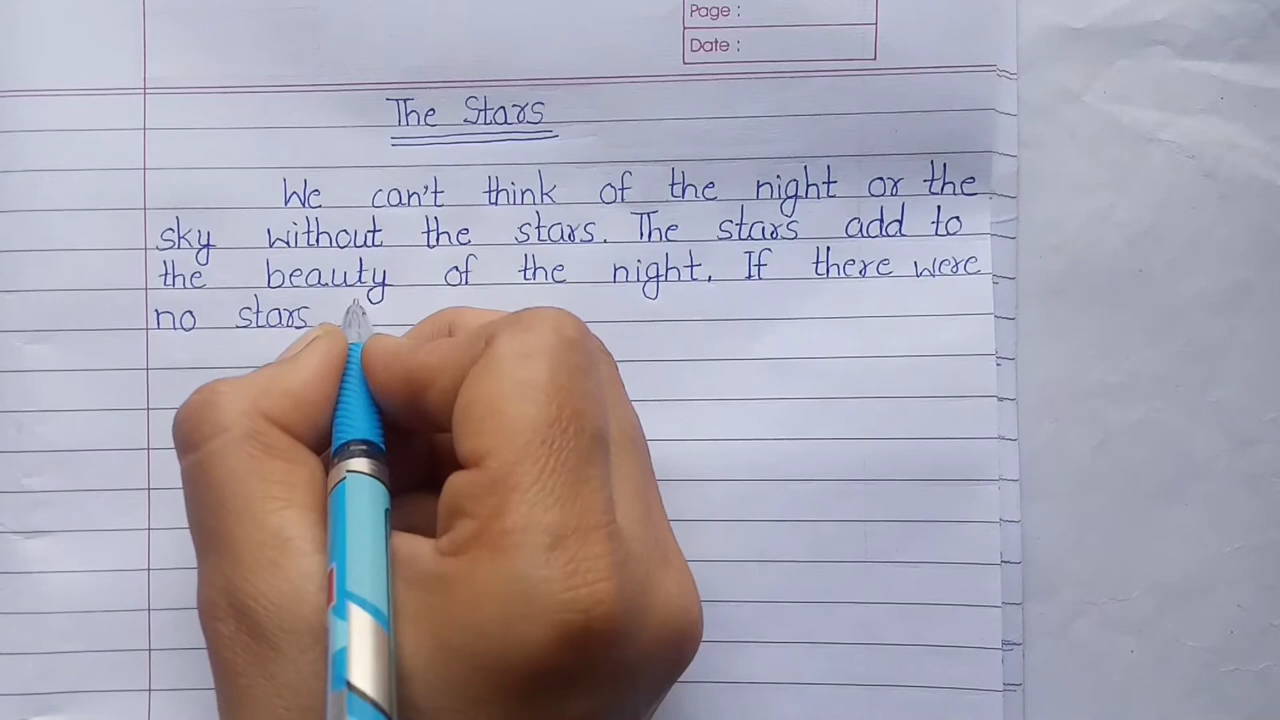 Page :
Date :
The Stars
We can't think of the night or the
sky without the stars. The stars add to
the beauty of the night. If there were
no stars